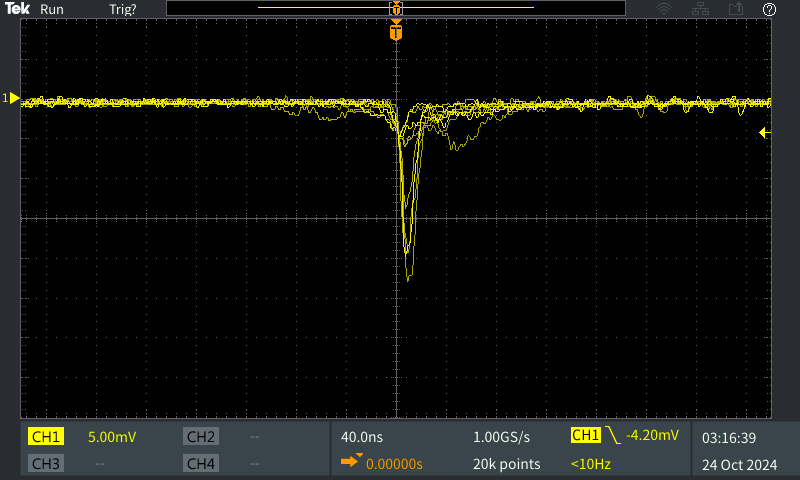 Tek Run Trig? T ?
T
1
CH1 5.00mV CH2 -- 40.0ns 1.00GS/s CH1 -4.20mV 03:16:39
CH3 -- CH4 -- 0.00000s 20k points <10Hz 24 Oct 2024